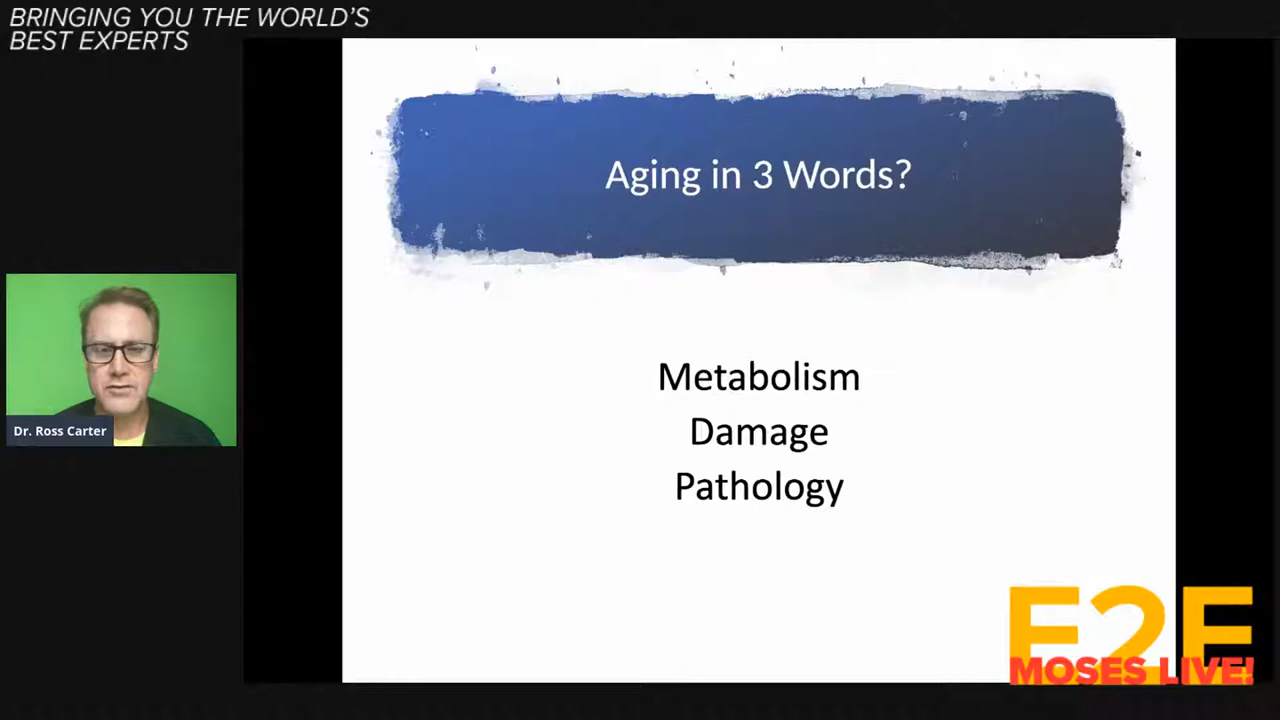 BRINGING YOU THE WORLD'S
BEST EXPERTS
Aging in 3 Words?
Metabolism
Damage
Pathology
Dr. Ross Carter
E2E
MOSES LIVE!